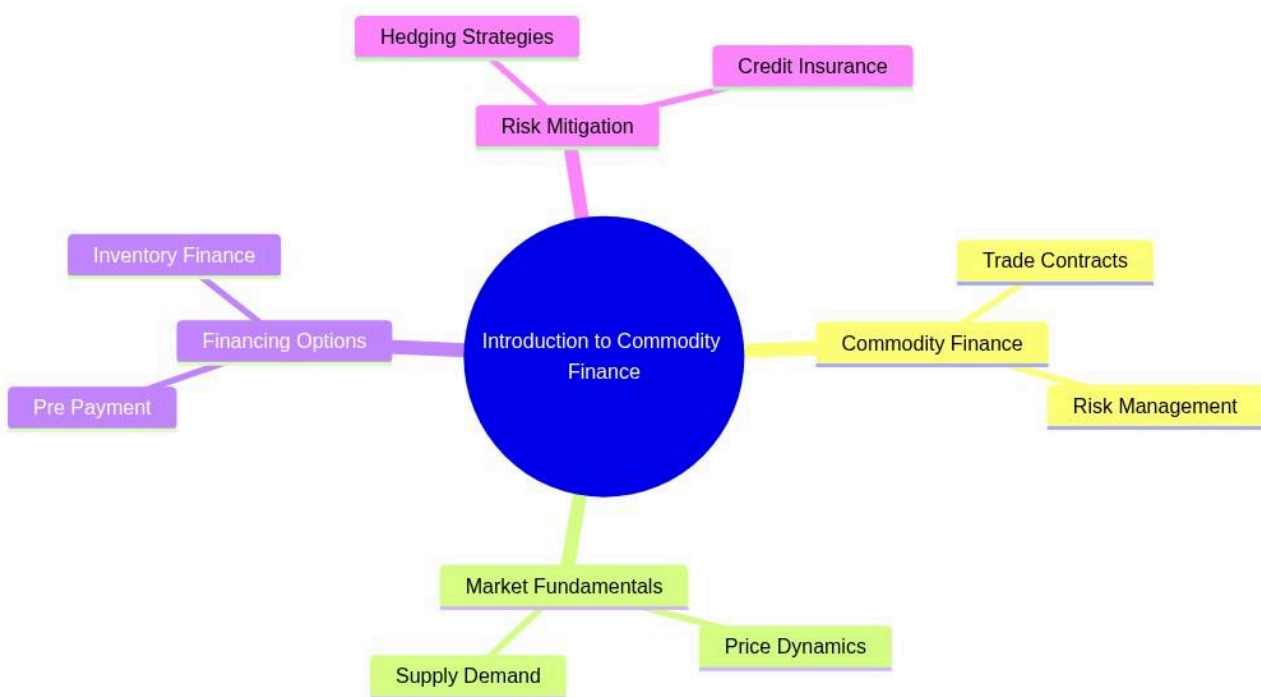 Hedging Strategies
Credit Insurance
Risk Mitigation
Inventory Finance
Trade Contracts
Financing Options
Introduction to Commodity
Finance
Commodity Finance
Pre Payment
Risk Management
Market Fundamentals
Price Dynamics
Supply Demand